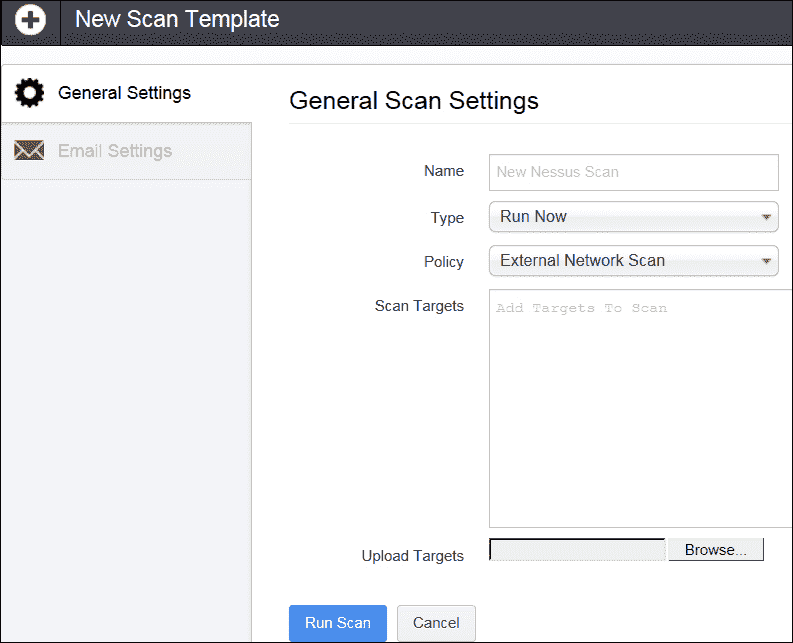 New Scan Template
General Settings
Email Settings
General Scan Settings
Name
New Nessus Scan
Type
Run Now
Policy
External Network Scan
Scan Targets
Add Targets To Scan
Upload Targets
Browse...
Run Scan
Cancel